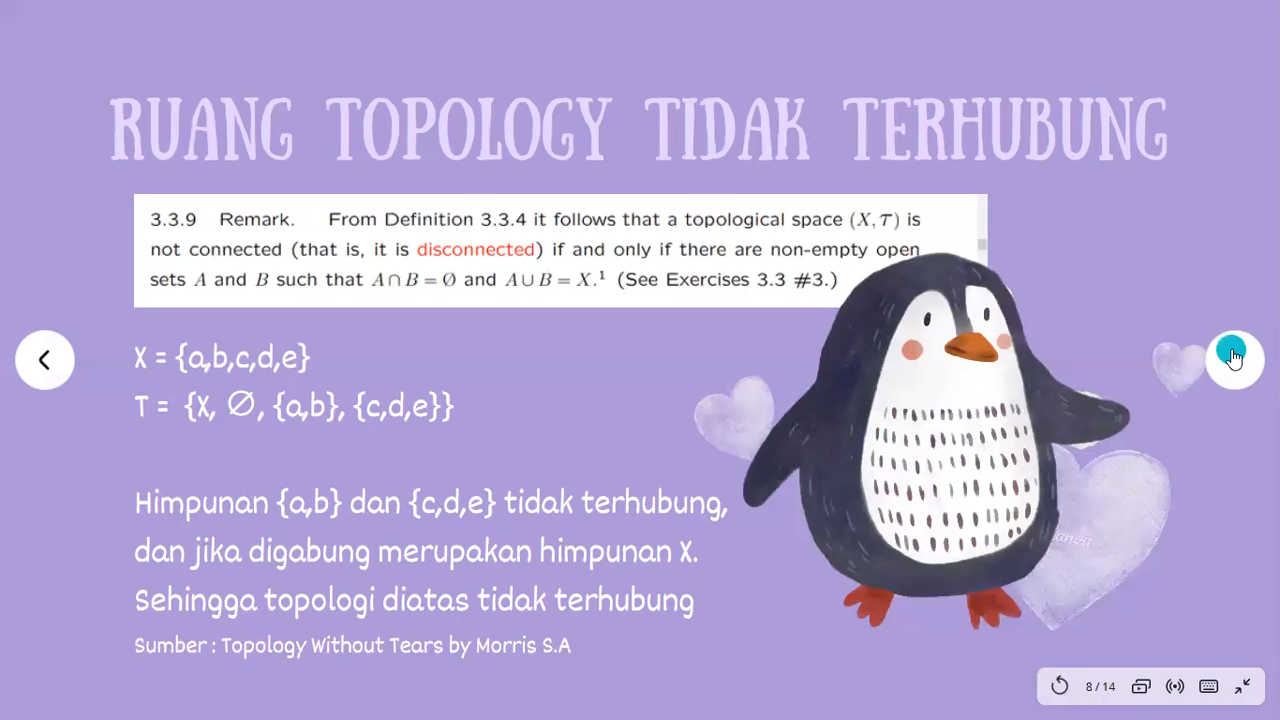 RUANG TOPOLOGY TIDAK TERHUBUNG
3.3.9 Remark. From Definition 3.3.4 it follows that a topological space (X, τ) is
not connected (that is, it is disconnected) if and only if there are non-empty open
sets A and B such that A ∩ B = Ø and A ∪ B = X.¹ (See Exercises 3.3 #3.)
X = {a,b,c,d,e}
T = {X, ∅, {a,b}, {c,d,e}}
Himpunan {a,b} dan {c,d,e} tidak terhubung,
dan jika digabung merupakan himpunan X.
Sehingga topologi diatas tidak terhubung
Sumber : Topology Without Tears by Morris S.A
8 / 14